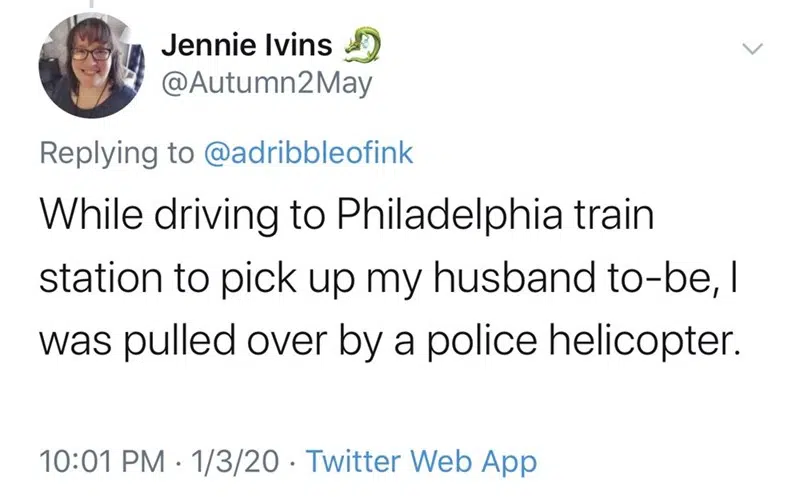 Jennie Ivins 🐉
@Autumn2May
Replying to @adribbleofink
While driving to Philadelphia train
station to pick up my husband to-be, I
was pulled over by a police helicopter.
10:01 PM · 1/3/20 · Twitter Web App